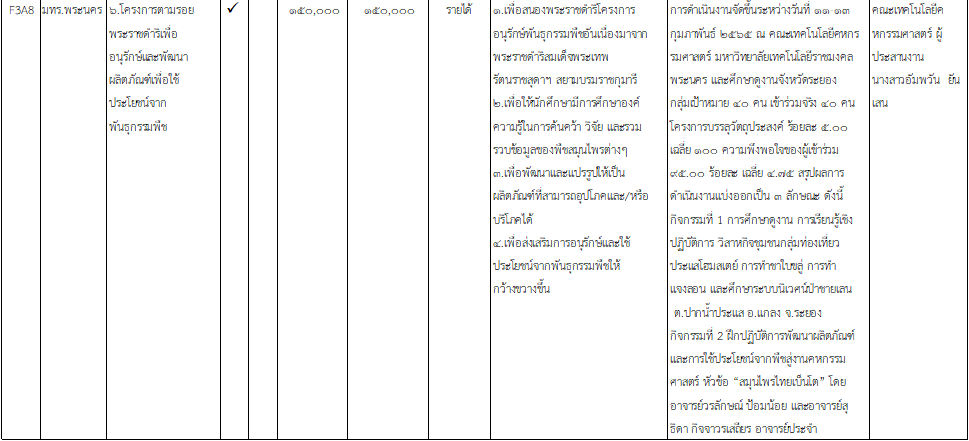 F3A8
มทร.พระนคร
๖.โครงการตามรอย
พระราชดำริเพื่อ
อนุรักษ์และพัฒนา
ผลิตภัณฑ์เพื่อใช้
ประโยชน์จาก
พันธุกรรมพืช
✓
๑๕๐,๐๐๐
๑๕๐,๐๐๐
รายได้
๑.เพื่อสนองพระราชดำริโครงการ
อนุรักษ์พันธุกรรมพืชอันเนื่องมาจาก
พระราชดำริสมเด็จพระเทพ
รัตนราชสุดาฯ สยามบรมราชกุมารี
๒.เพื่อให้นักศึกษามีการศึกษาองค์
ความรู้ในการค้นคว้า วิจัย และรวม
รวบข้อมูลของพืชสมุนไพรต่างๆ
๓.เพื่อพัฒนาและแปรรูปให้เป็น
ผลิตภัณฑ์ที่สามารถอุปโภคและ/หรือ
บริโภคได้
๔.เพื่อส่งเสริมการอนุรักษ์และใช้
ประโยชน์จากพันธุกรรมพืชให้
กว้างขวางขึ้น
การดำเนินงานจัดขึ้นระหว่างวันที่ ๑๑-๑๓
กุมภาพันธ์ ๒๕๖๕ ณ คณะเทคโนโลยีคหกร
รมศาสตร์ มหาวิทยาลัยเทคโนโลยีราชมงคล
พระนคร และศึกษาดูงานจังหวัดระยอง
กลุ่มเป้าหมาย ๔๐ คน เข้าร่วมจริง ๔๐ คน
โครงการบรรลุวัตถุประสงค์ ร้อยละ ๕.๐๐
เฉลี่ย ๑๐๐ ความพึงพอใจของผู้เข้าร่วม
๙๕.๐๐ ร้อยละ เฉลี่ย ๔.๗๕ สรุปผลการ
ดำเนินงานแบ่งออกเป็น ๓ ลักษณะ ดังนี้
กิจกรรมที่ 1 การศึกษาดูงาน การเรียนรู้เชิง
ปฏิบัติการ วิสาหกิจชุมชนกลุ่มท่องเที่ยว
ประแสโฮมสเตย์ การทำชาใบขลู่ การทำ
แจงลอน และศึกษาระบบนิเวศน์ป่าชายเลน
ต.ปากน้ำประแส อ.แกลง จ.ระยอง
กิจกรรมที่ 2 ฝึกปฏิบัติการพัฒนาผลิตภัณฑ์
และการใช้ประโยชน์จากพืชสู่งานคหกรรม
ศาสตร์ หัวข้อ "สมุนไพรไทยเบ็นโต" โดย
อาจารย์วรลักษณ์ ป้อมน้อย และอาจารย์สุ
ธิดา กิจจาวรเสถียร อาจารย์ประจำ
คณะเทคโนโลยีค
หกรรมศาสตร์ ผู้
ประสานงาน
นางสาวอัมพวัน ยัน
เสน